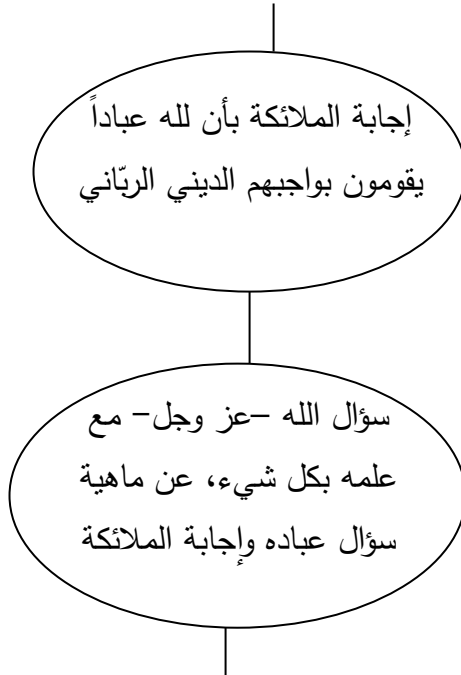 إجابة الملائكة بأن لله عباداً
يقومون بواجبهم الديني الربّاني
سؤال الله –عز وجل– مع
علمه بكل شيء، عن ماهية
سؤال عباده وإجابة الملائكة